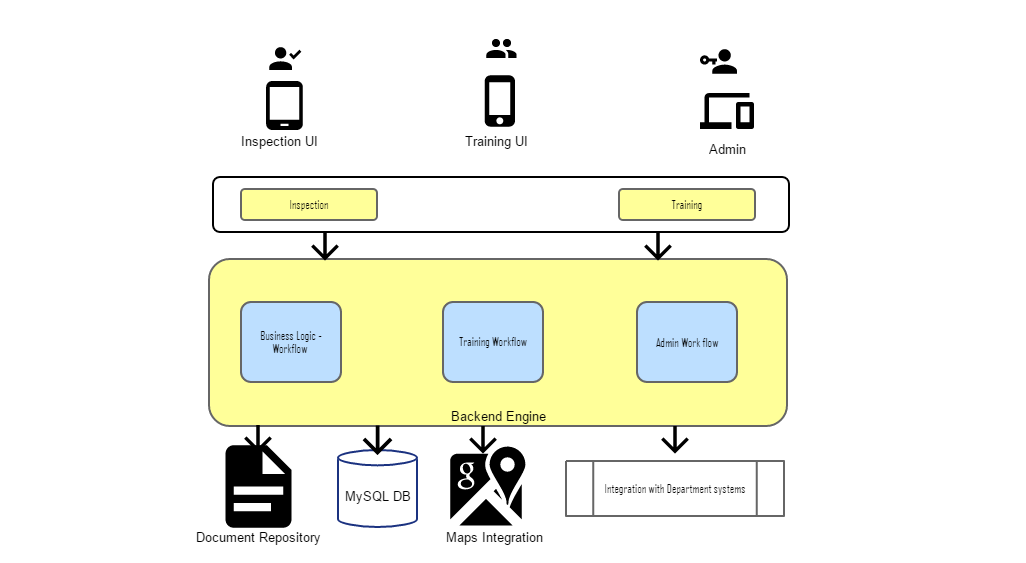 Inspection UI
Training UI
Admin
Inspection
Training
Business Logic -
Workflow
Training Workflow
Admin Work flow
Backend Engine
g
MySQL DB
Integration with Department systems
Document Repository
Maps Integration